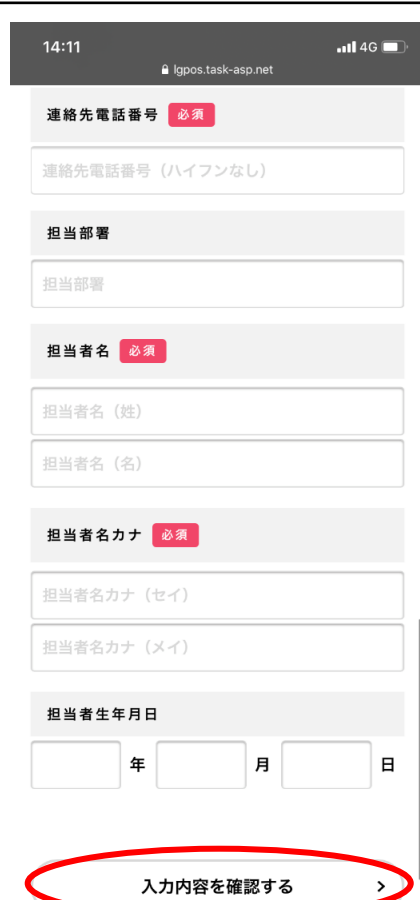 14:11
4G
lgpos.task-asp.net
連絡先電話番号 必須
連絡先電話番号（ハイフンなし）
担当部署
担当部署
担当者名 必須
担当者名（姓）
担当者名（名）
担当者名カナ 必須
担当者名カナ（セイ）
担当者名カナ（メイ）
担当者生年月日
年 月 日
入力内容を確認する